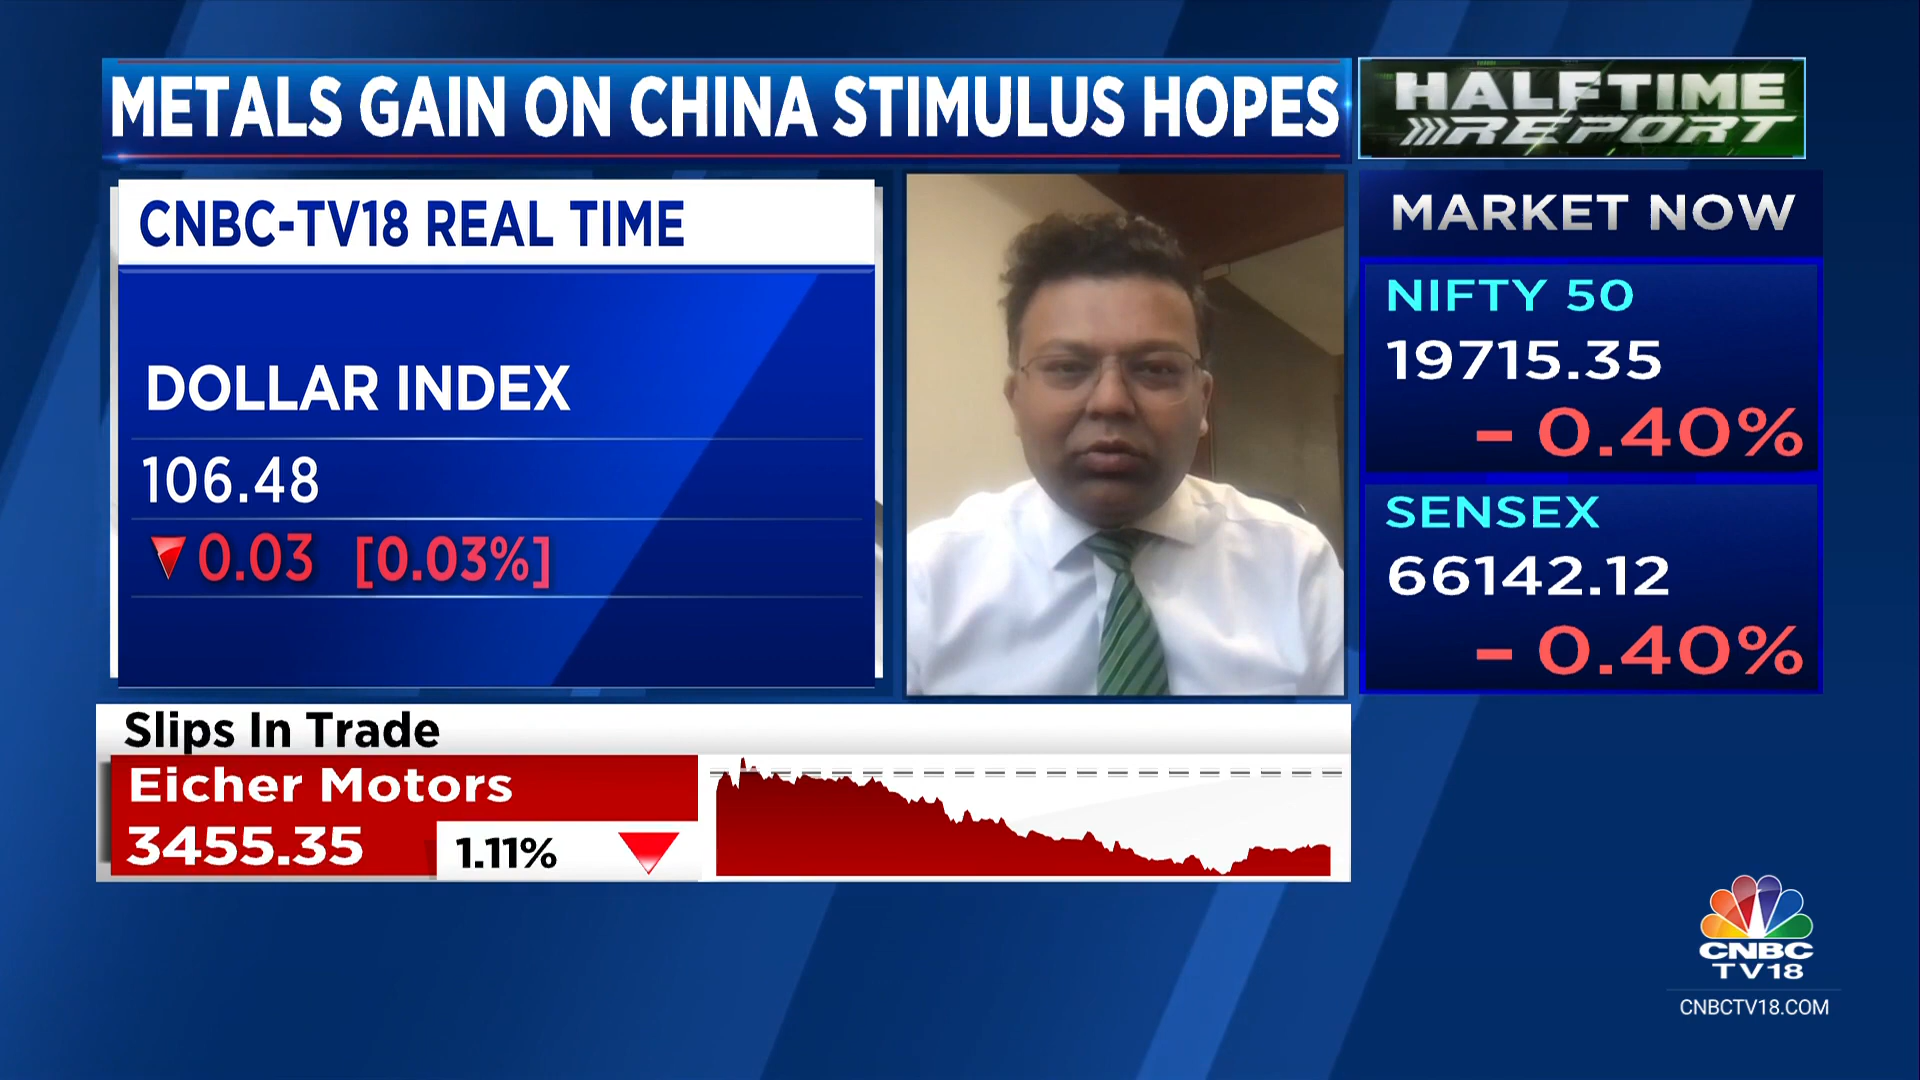 METALS GAIN ON CHINA STIMULUS HOPES
HALFTIME
REPORT
CNBC-TV18 REAL TIME
DOLLAR INDEX
106.48
0.03 [0.03%]
MARKET NOW
NIFTY 50
19715.35
- 0.40%
SENSEX
66142.12
- 0.40%
Slips In Trade
Eicher Motors
3455.35
1.11%
CNBC
TV18
CNBCTV18.COM